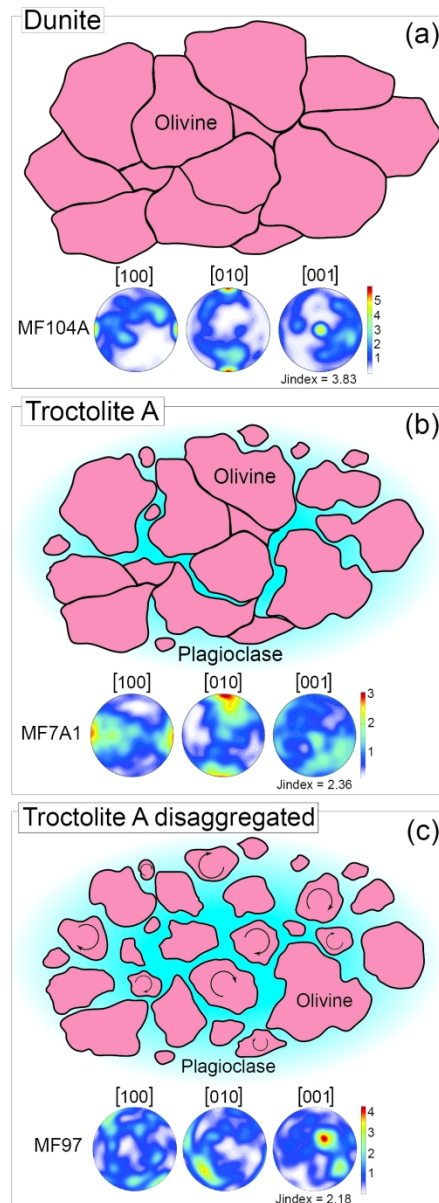 Dunite
(a)
Olivine
[100] [010] [001]
MF104A
5
4
3
2
1
Jindex = 3.83
Troctolite A
(b)
Olivine
Plagioclase
[100] [010] [001]
MF7A1
3
2
1
Jindex = 2.36
Troctolite A disaggregated
(c)
Olivine
Plagioclase
[100] [010] [001]
MF97
4
3
2
1
Jindex = 2.18